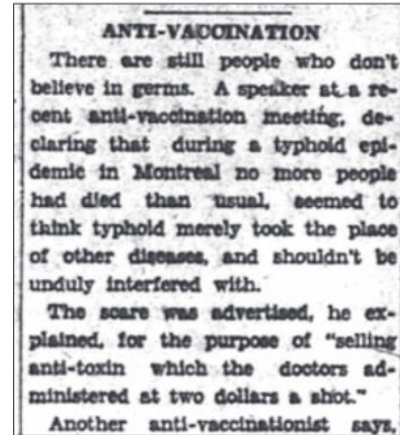 ANTI-VACCINATION
There are still people who don't
believe in germs. A speaker at a re-
cent anti-vaccination meeting, de-
claring that during a typhoid epi-
demic in Montreal no more people
had died than usual, seemed to
think typhoid merely took the place
of other diseases, and shouldn't be
unduly interfered with.
The scare was advertised, he ex-
plained, for the purpose of "selling
anti-toxin which the doctors ad-
ministered at two dollars a shot."
Another anti-vaccinationist says,